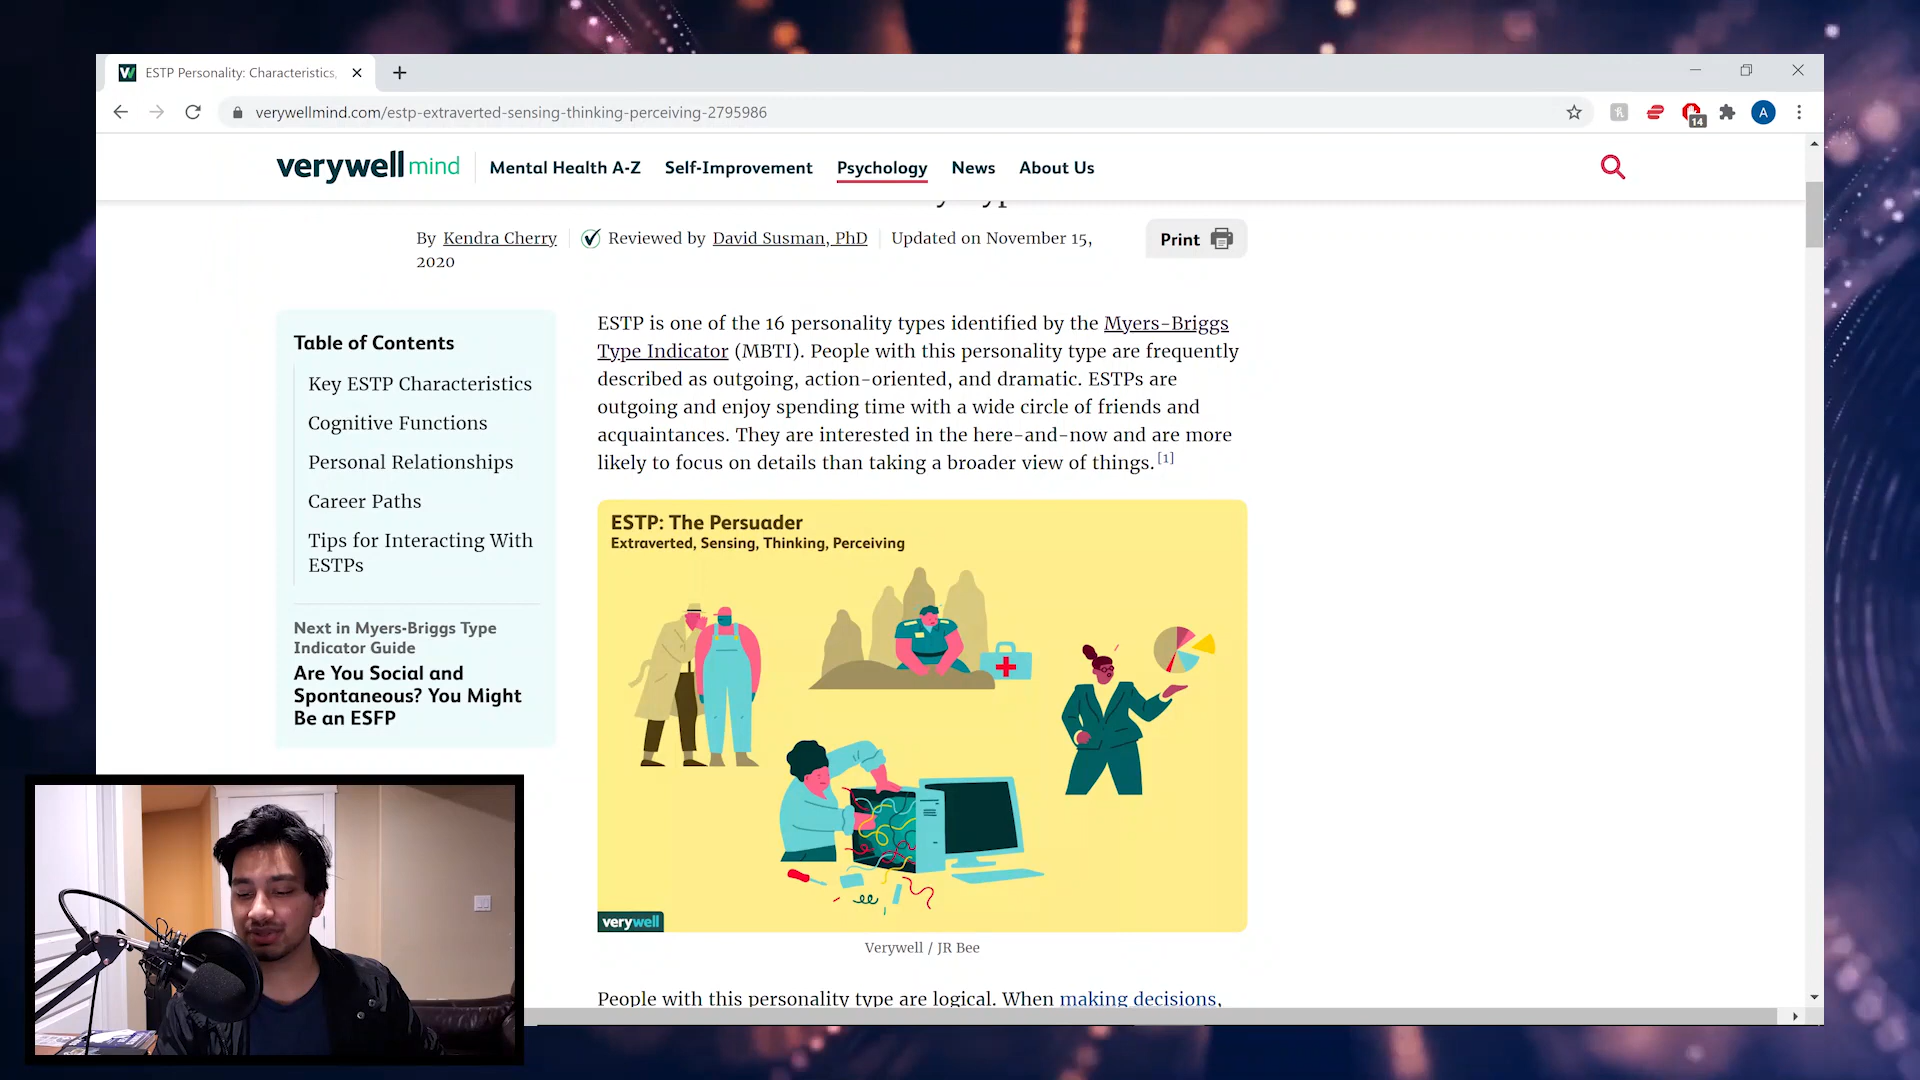 ESTP Personality: Characteristics,
verywellmind.com/estp-extraverted-sensing-thinking-perceiving-2795986
14
A
verywell mind
Mental Health A-Z Self-Improvement Psychology News About Us
By Kendra Cherry Reviewed by David Susman, PhD Updated on November 15,
2020
Print
Table of Contents
Key ESTP Characteristics
Cognitive Functions
Personal Relationships
Career Paths
Tips for Interacting With
ESTPs
Next in Myers-Briggs Type
Indicator Guide
Are You Social and
Spontaneous? You Might
Be an ESFP
ESTP is one of the 16 personality types identified by the Myers-Briggs
Type Indicator (MBTI). People with this personality type are frequently
described as outgoing, action-oriented, and dramatic. ESTPs are
outgoing and enjoy spending time with a wide circle of friends and
acquaintances. They are interested in the here-and-now and are more
likely to focus on details than taking a broader view of things. [1]
ESTP: The Persuader
Extraverted, Sensing, Thinking, Perceiving
verywell
Verywell / JR Bee
People with this personality type are logical. When making decisions,